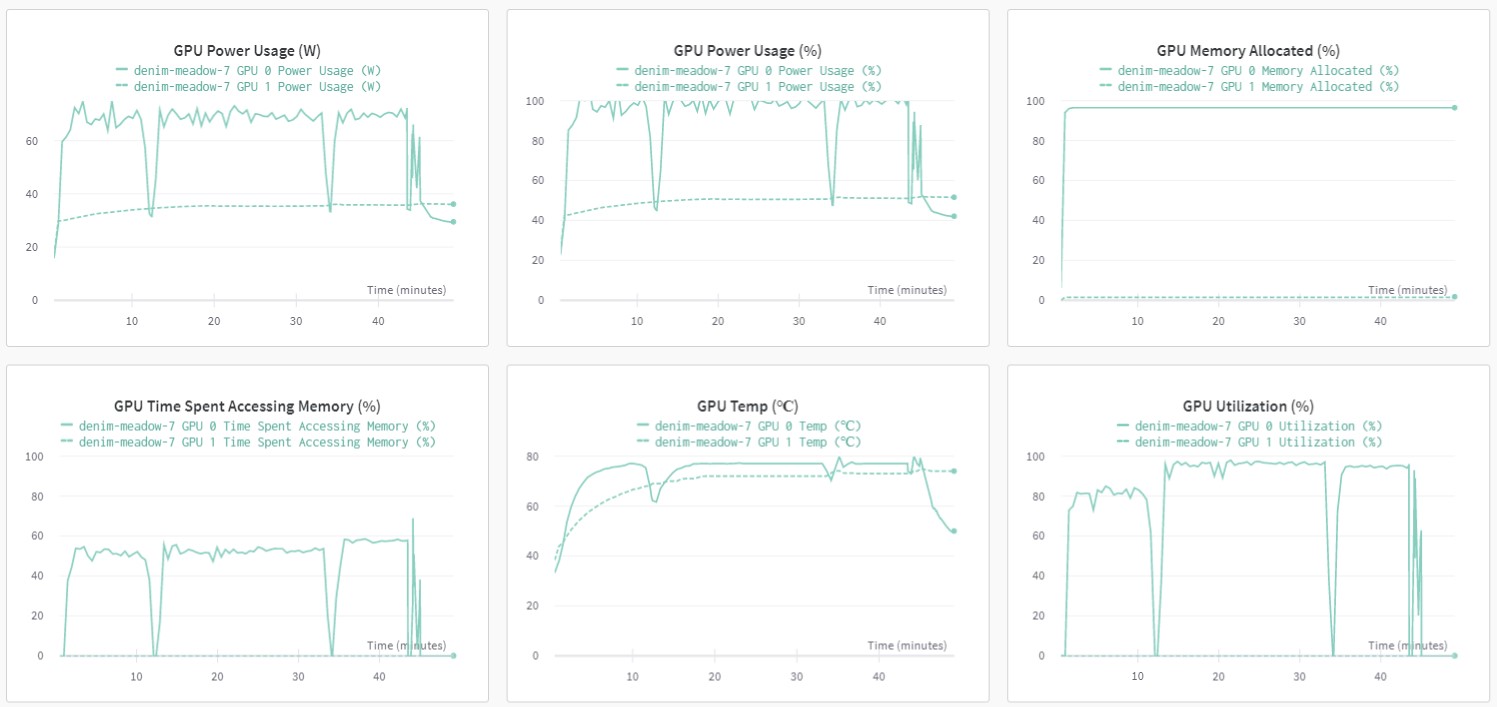 GPU Power Usage (W)
denim-meadow-7 GPU 0 Power Usage (W)
denim-meadow-7 GPU 1 Power Usage (W)
60
40
20
0
Time (minutes)
10 20 30 40
GPU Power Usage (%)
denim-meadow-7 GPU 0 Power Usage (%)
denim-meadow-7 GPU 1 Power Usage (%)
100
80
60
40
20
0
Time (minutes)
10 20 30 40
GPU Memory Allocated (%)
denim-meadow-7 GPU 0 Memory Allocated (%)
denim-meadow-7 GPU 1 Memory Allocated (%)
100
80
60
40
20
0
Time (minutes)
10 20 30 40
GPU Time Spent Accessing Memory (%)
denim-meadow-7 GPU 0 Time Spent Accessing Memory (%)
denim-meadow-7 GPU 1 Time Spent Accessing Memory (%)
100
80
60
40
20
0
Time (minutes)
10 20 30 40
GPU Temp (℃)
denim-meadow-7 GPU 0 Temp (℃)
denim-meadow-7 GPU 1 Temp (℃)
80
60
40
20
0
Time (minutes)
10 20 30 40
GPU Utilization (%)
denim-meadow-7 GPU 0 Utilization (%)
denim-meadow-7 GPU 1 Utilization (%)
100
80
60
40
20
0
Time (minutes)
10 20 30 40